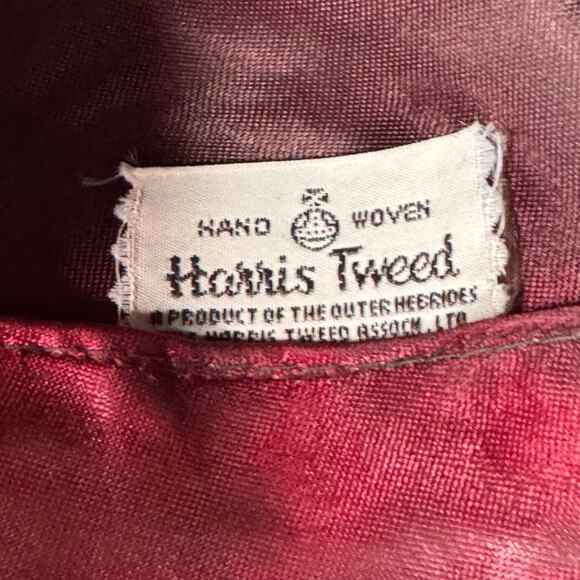 HAND WOVEN
Harris Tweed
A PRODUCT OF THE OUTER HEBRIDES
HARRIS TWEED ASSOCN. LTD